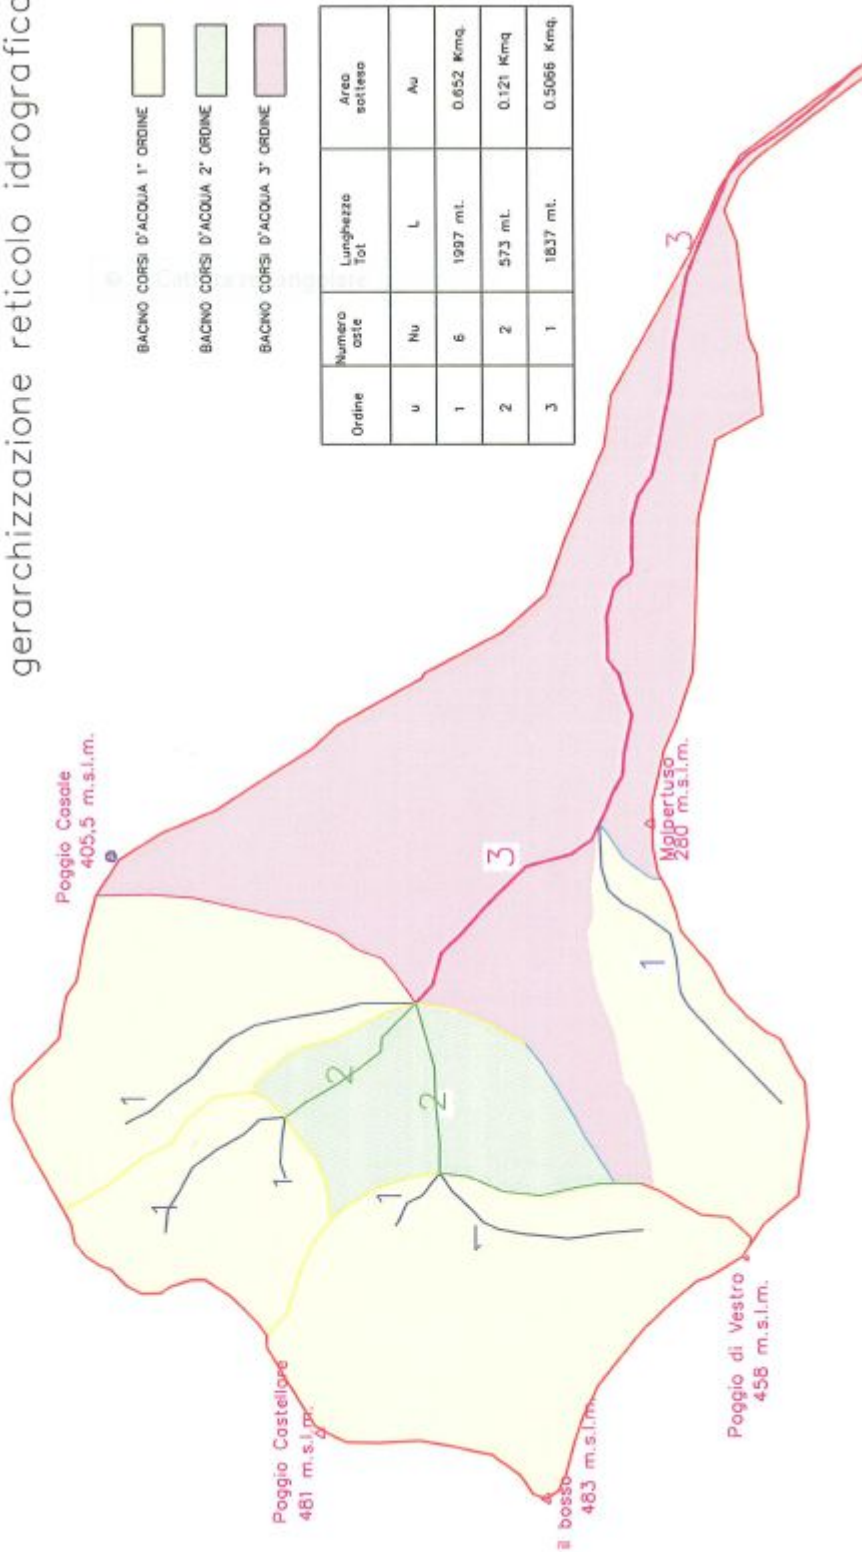 gerarchizzazione reticolo idrografico
BACINO CORSI D'ACQUA 1° ORDINE
BACINO CORSI D'ACQUA 2° ORDINE
BACINO CORSI D'ACQUA 3° ORDINE
Ordine Numero aste Lunghezza Tot Area sottesa
u Nu L Au
1 6 1997 mt. 0.652 Kmq.
2 2 573 mt. 0.121 Kmq
3 1 1837 mt. 0.5066 Kmq.
Poggio Casale
405,5 m.s.l.m.
Poggio Castellare
481 m.s.l.m.
il bosso
483 m.s.l.m.
Poggio di Vestro
458 m.s.l.m.
Malpertuso
280 m.s.l.m.
1
1
1
1
1
1
2
2
3
3